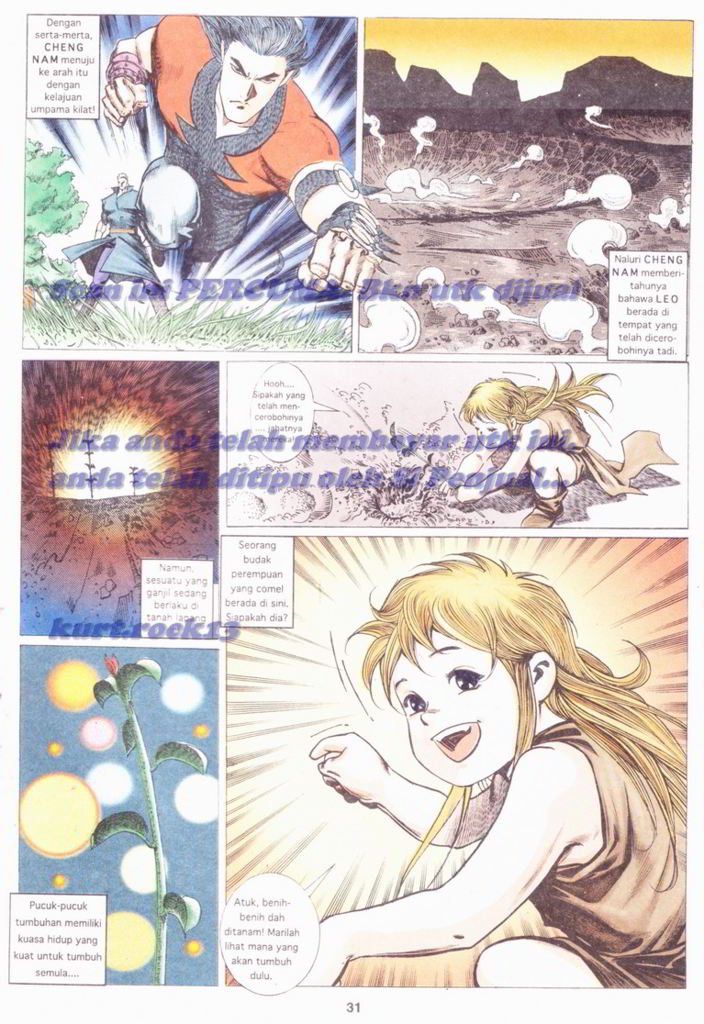 Dengan
serta-merta,
CHENG
NAM menuju
ke arah itu
dengan
kelajuan
umpama kilat!
Naluri CHENG
NAM memberi-
tahunya
bahawa LEO
berada di
tempat yang
telah dicero-
bohinya tadi.
Scan ini PERCUMA. Bkn utk dijual
Hooh....
Sipakah yang
telah men-
cerobohinya
.... jahatnya
mereka!
Jika anda telah membayar utk ini,
anda telah ditipu oleh Si Penjual...
Namun,
sesuatu yang
ganjil sedang
berlaku di
tanah lapang
kurt.rock13
Seorang
budak
perempuan
yang comel
berada di sini.
Siapakah dia?
Pucuk-pucuk
tumbuhan memiliki
kuasa hidup yang
kuat untuk tumbuh
semula....
Atuk, benih-
benih dah
ditanam! Marilah
lihat mana yang
akan tumbuh
dulu.
31